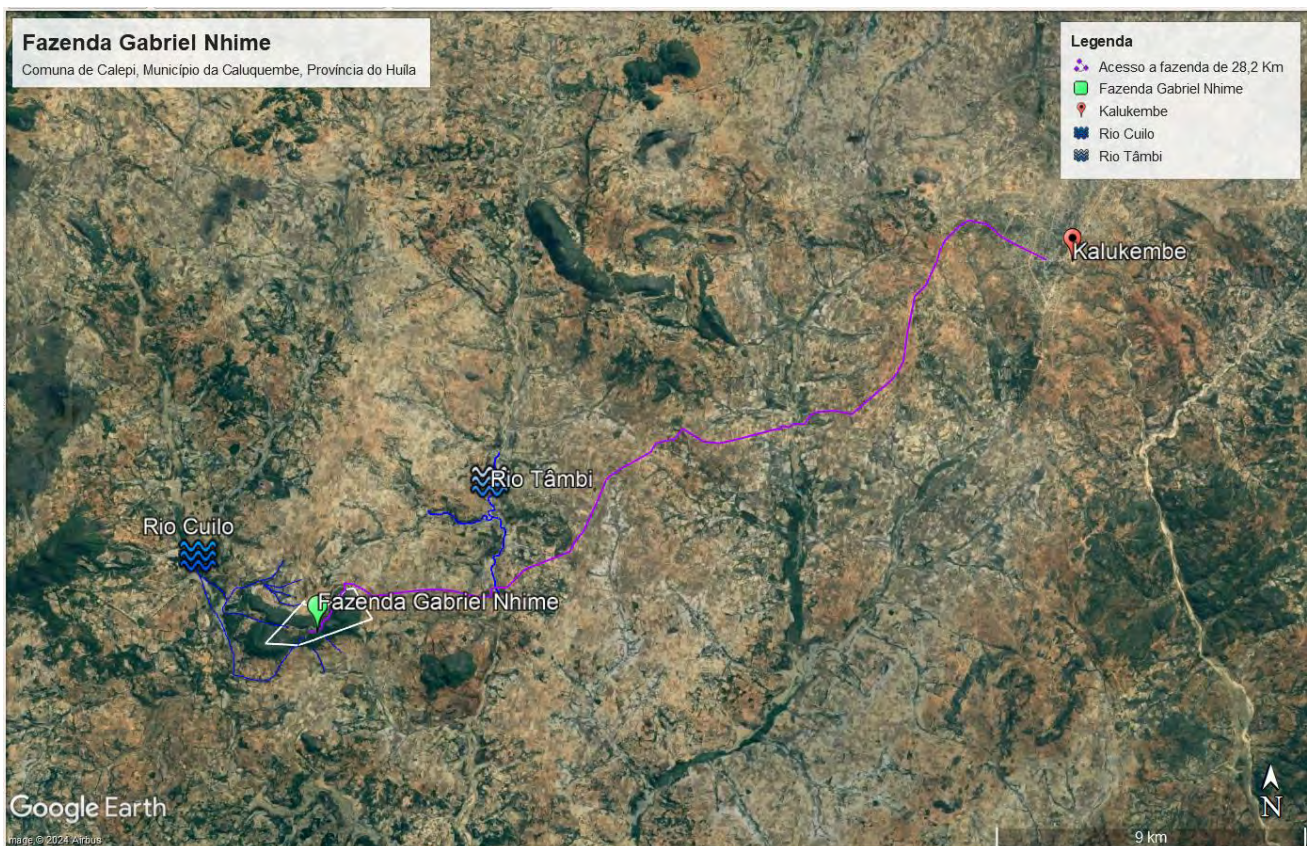 Fazenda Gabriel Nhime
Comuna de Calepi, Município da Caluquembe, Província do Huíla
Legenda
Acesso a fazenda de 28,2 Km
Fazenda Gabriel Nhime
Kalukembe
Rio Cuilo
Rio Tâmbi
Kalukembe
Rio Tâmbi
Rio Cuilo
Fazenda Gabriel Nhime
Google Earth
Image © 2024 Airbus
N
9 km